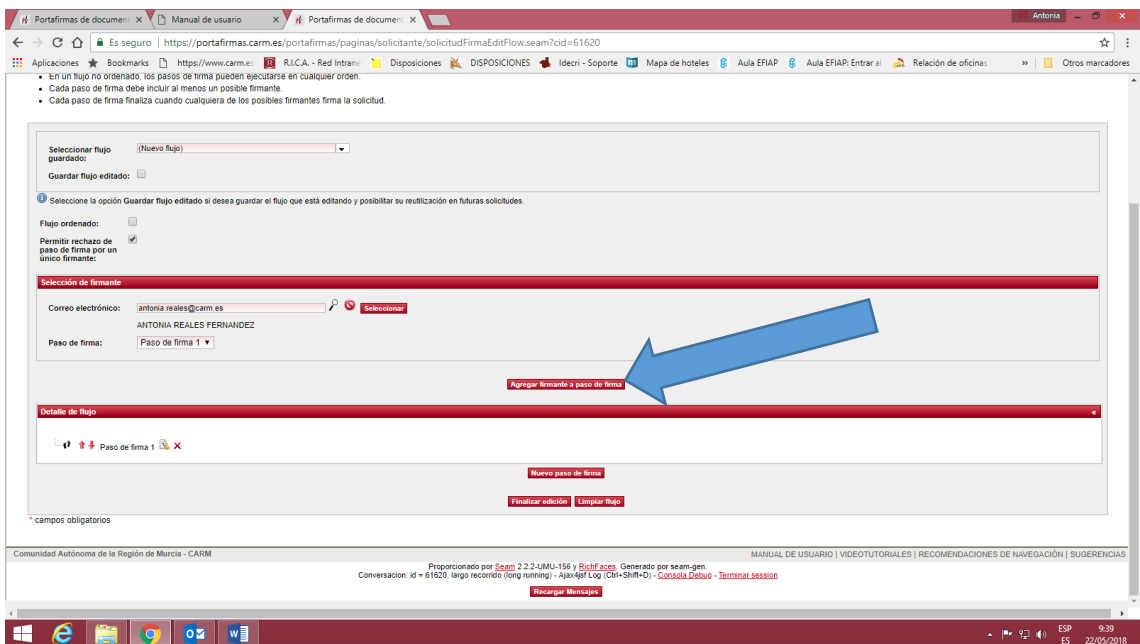 Portafirmas de document
Manual de usuario
Portafirmas de document
Antonia
Es seguro | https://portafirmas.carm.es/portafirmas/paginas/solicitante/solicitudFirmaEditFlow.seam?cid=61620
Aplicaciones Bookmarks https://www.carm.es R.I.C.A. - Red Intrane Disposiciones DISPOSICIONES Idecri - Soporte Mapa de hoteles Aula EFIAP Aula EFIAP: Entrar al Relación de oficinas » Otros marcadores
• En un flujo no ordenado, los pasos de firma pueden ejecutarse en cualquier orden.
• Cada paso de firma debe incluir al menos un posible firmante.
• Cada paso de firma finaliza cuando cualquiera de los posibles firmantes firma la solicitud.
Seleccionar flujo guardado: (Nuevo flujo)
Guardar flujo editado:
Seleccione la opción Guardar flujo editado si desea guardar el flujo que está editando y posibilitar su reutilización en futuras solicitudes.
Flujo ordenado:
Permitir rechazo de
paso de firma por un
único firmante:
Selección de firmante
Correo electrónico: antonia.reales@carm.es Seleccionar
ANTONIA REALES FERNANDEZ
Paso de firma: Paso de firma 1
Agregar firmante a paso de firma
Detalle de flujo «
Paso de firma 1
Nuevo paso de firma
Finalizar edición Limpiar flujo
* campos obligatorios
Comunidad Autónoma de la Región de Murcia - CARM MANUAL DE USUARIO | VIDEOTUTORIALES | RECOMENDACIONES DE NAVEGACIÓN | SUGERENCIAS
Proporcionado por Seam 2.2.2-UMU-156 y RichFaces. Generado por seam-gen.
Conversacion: id = 61620, largo recorrido (long running) - Ajax4jsf Log (Ctrl+Shift+D) - Consola Debug - Terminar session
Recargar Mensajes
ESP 9:39
ES 22/05/2018